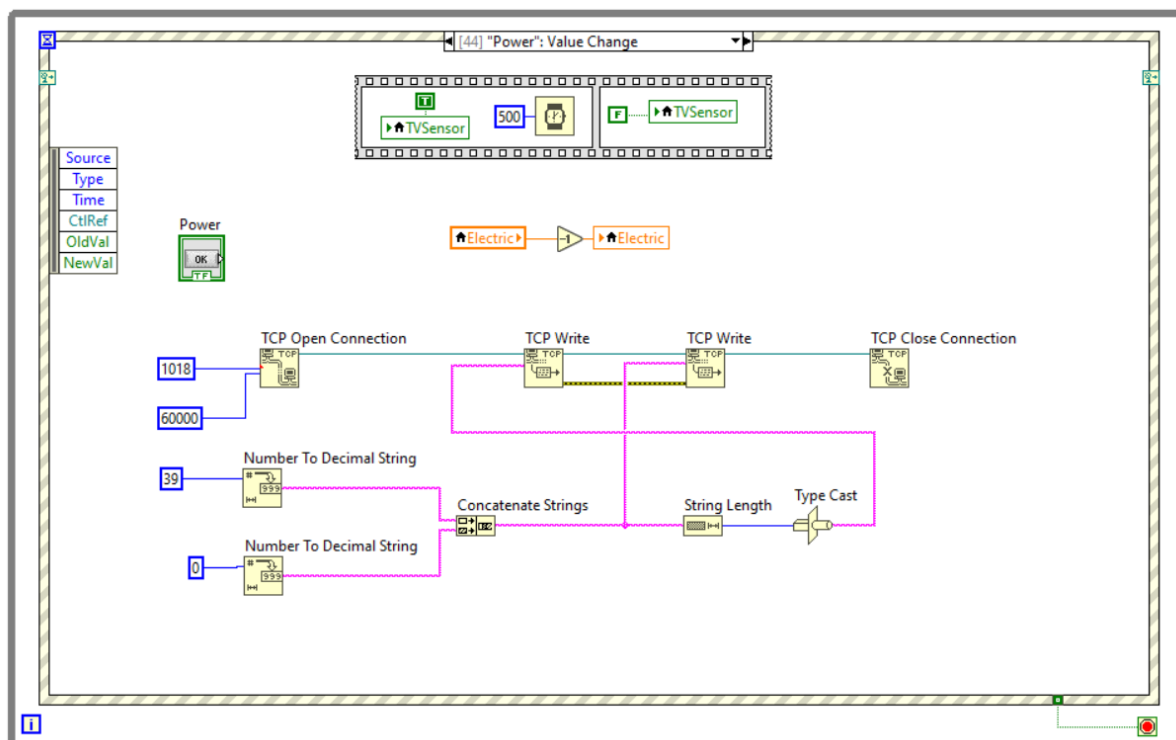 [44] "Power": Value Change
T
TVSensor
500
F
TVSensor
Source
Type
Time
CtlRef
OldVal
NewVal
Power
OK
TF
Electric
-1
Electric
TCP Open Connection
TCP Write
TCP Write
TCP Close Connection
TCP
TCP
TCP
TCP
1018
60000
Number To Decimal String
39
#
999
Concatenate Strings
String Length
Type Cast
Number To Decimal String
0
#
999
i